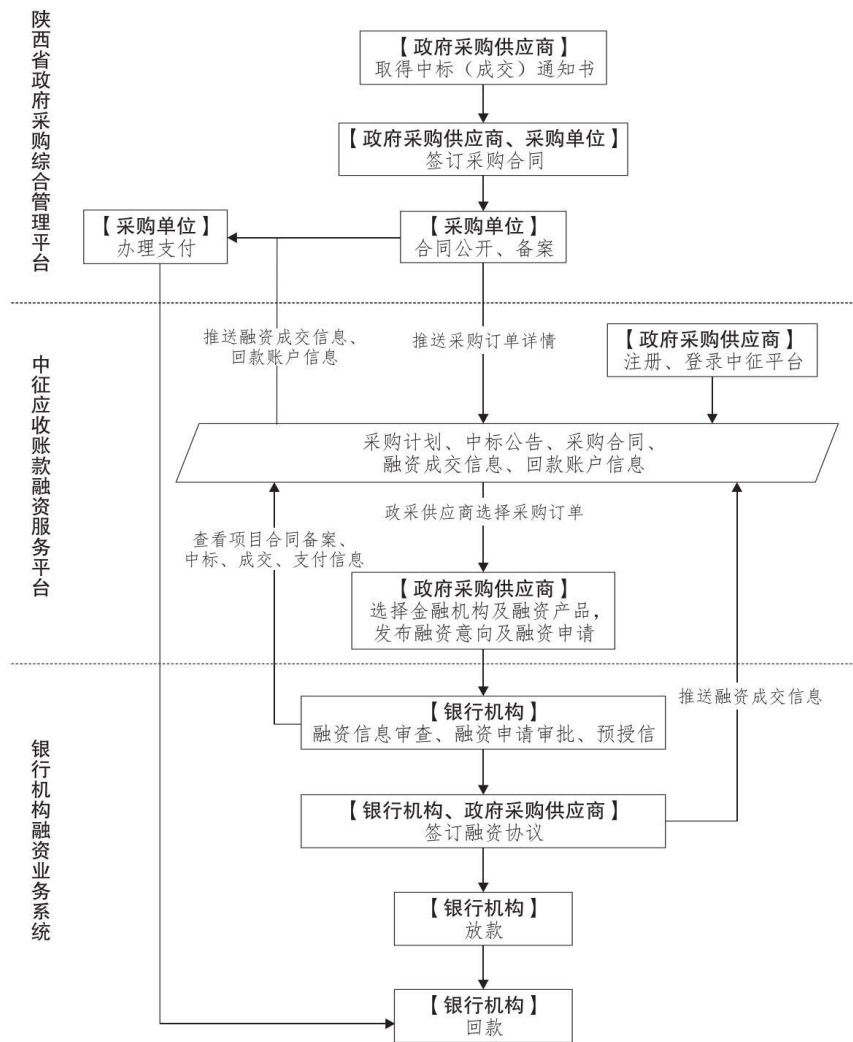 陕西省政府采购综合管理平台
【政府采购供应商】
取得中标（成交）通知书
【政府采购供应商、采购单位】
签订采购合同
【采购单位】
办理支付
【采购单位】
合同公开、备案
中征应收账款融资服务平台
推送融资成交信息、
回款账户信息
推送采购订单详情
【政府采购供应商】
注册、登录中征平台
采购计划、中标公告、采购合同、
融资成交信息、回款账户信息
政采供应商选择采购订单
查看项目合同备案、
中标、成交、支付信息
【政府采购供应商】
选择金融机构及融资产品，
发布融资意向及融资申请
银行机构融资业务系统
推送融资成交信息
【银行机构】
融资信息审查、融资申请审批、预授信
【银行机构、政府采购供应商】
签订融资协议
【银行机构】
放款
【银行机构】
回款